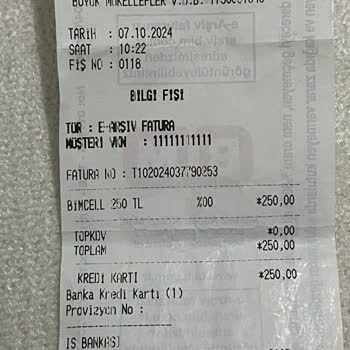 BÜYÜK MÜKELLEFLER V.D.B.
TARİH : 07.10.2024
SAAT : 10:22
FİŞ NO : 0118
BİLGİ FİŞİ
TÜR : E-ARŞİV FATURA
MÜŞTERİ VKN : 11111111111
FATURA NO : T102024037790253
BİMCELL 250 TL %00 *250,00
TOPKDV *0,00
TOPLAM *250,00
KREDİ KARTI *250,00
Banka Kredi Kartı (1)
Provizyon No :
İŞ BANKASI